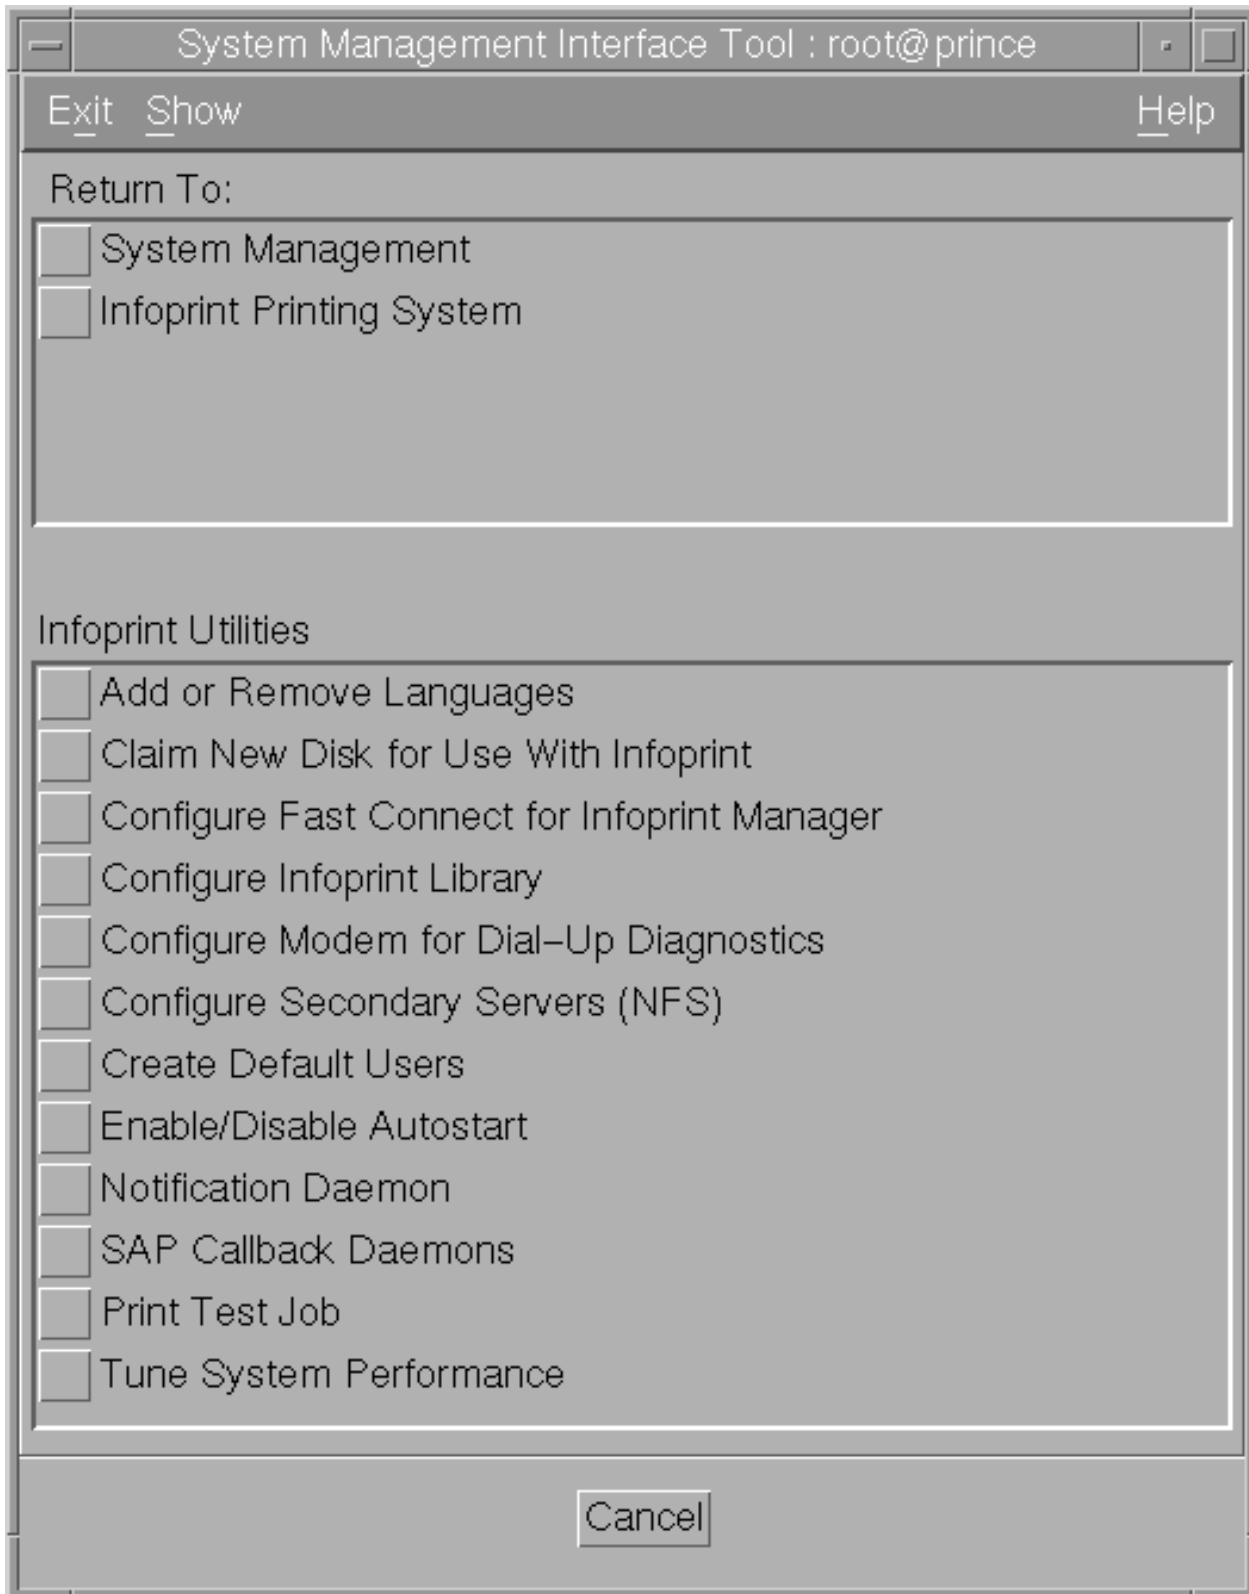 System Management Interface Tool : root@prince
Exit Show Help
Return To:
System Management
Infoprint Printing System
Infoprint Utilities
Add or Remove Languages
Claim New Disk for Use With Infoprint
Configure Fast Connect for Infoprint Manager
Configure Infoprint Library
Configure Modem for Dial-Up Diagnostics
Configure Secondary Servers (NFS)
Create Default Users
Enable/Disable Autostart
Notification Daemon
SAP Callback Daemons
Print Test Job
Tune System Performance
Cancel